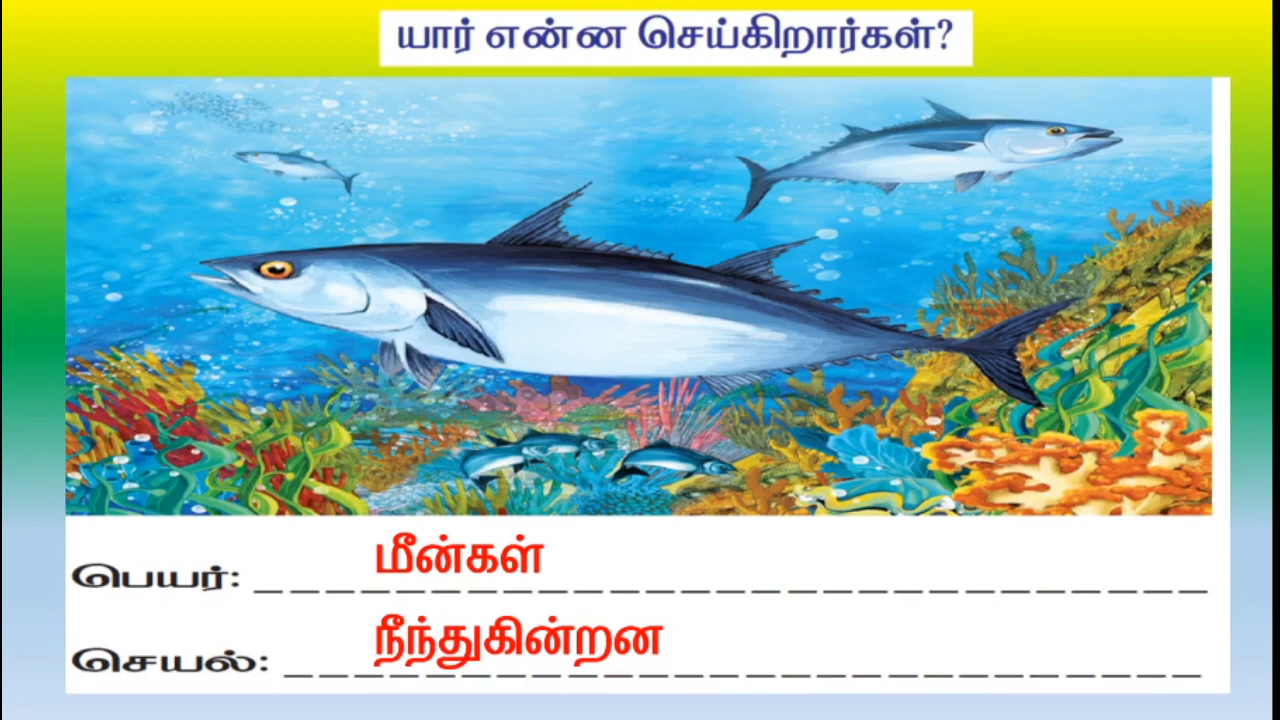 யார் என்ன செய்கிறார்கள்?
பெயர்: மீன்கள்
செயல்: நீந்துகின்றன